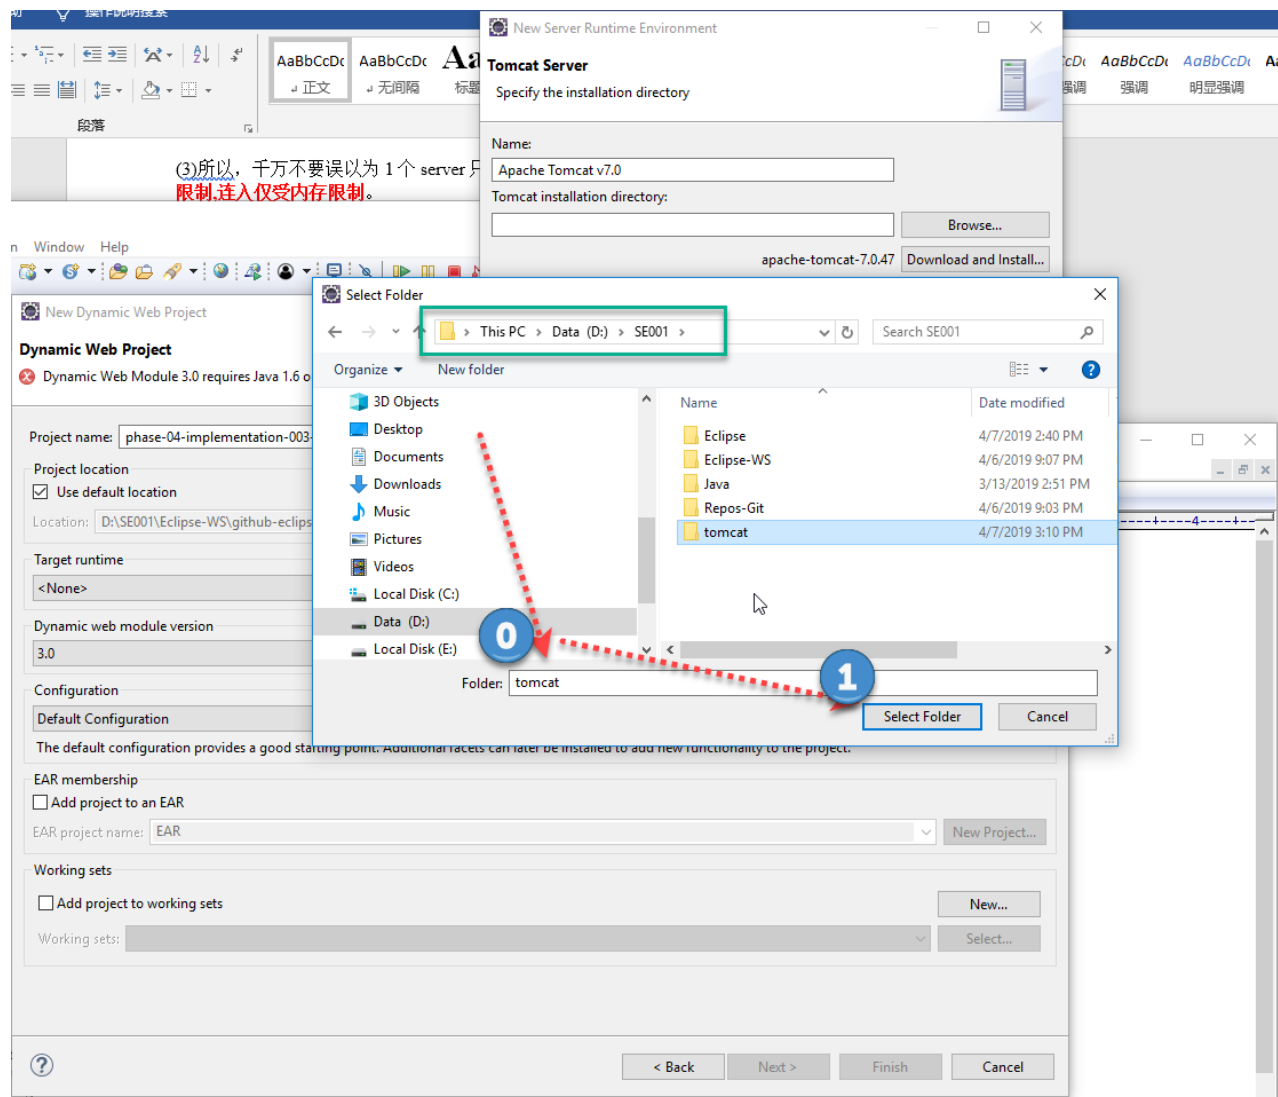 操作说明搜索
AaBbCcDc AaBbCcDc
正文 无间隔 标题
段落
AaBbCcDc AaBbCcDc
强调 强调 明显强调
(3)所以，千万不要误以为 1 个 server 只
限制,连入仅受内存限制。
New Server Runtime Environment
Tomcat Server
Specify the installation directory
Name:
Apache Tomcat v7.0
Tomcat installation directory:
Browse...
apache-tomcat-7.0.47 Download and Install...
Window Help
New Dynamic Web Project
Dynamic Web Project
Dynamic Web Module 3.0 requires Java 1.6 o
Project name: phase-04-implementation-003-
Project location
Use default location
Location: D:\SE001\Eclipse-WS\github-eclips
Target runtime
<None>
Dynamic web module version
3.0
Configuration
Default Configuration
The default configuration provides a good starting point. Additional facets can later be installed to add new functionality to the project.
EAR membership
Add project to an EAR
EAR project name: EAR New Project...
Working sets
Add project to working sets New...
Working sets: Select...
< Back Next > Finish Cancel
Select Folder
This PC > Data (D:) > SE001 >
Search SE001
Organize New folder
3D Objects
Desktop
Documents
Downloads
Music
Pictures
Videos
Local Disk (C:)
Data (D:)
Local Disk (E:)
Name Date modified
Eclipse 4/7/2019 2:40 PM
Eclipse-WS 4/6/2019 9:07 PM
Java 3/13/2019 2:51 PM
Repos-Git 4/6/2019 9:03 PM
tomcat 4/7/2019 3:10 PM
0
1
Folder: tomcat
Select Folder Cancel
----+----4----+--